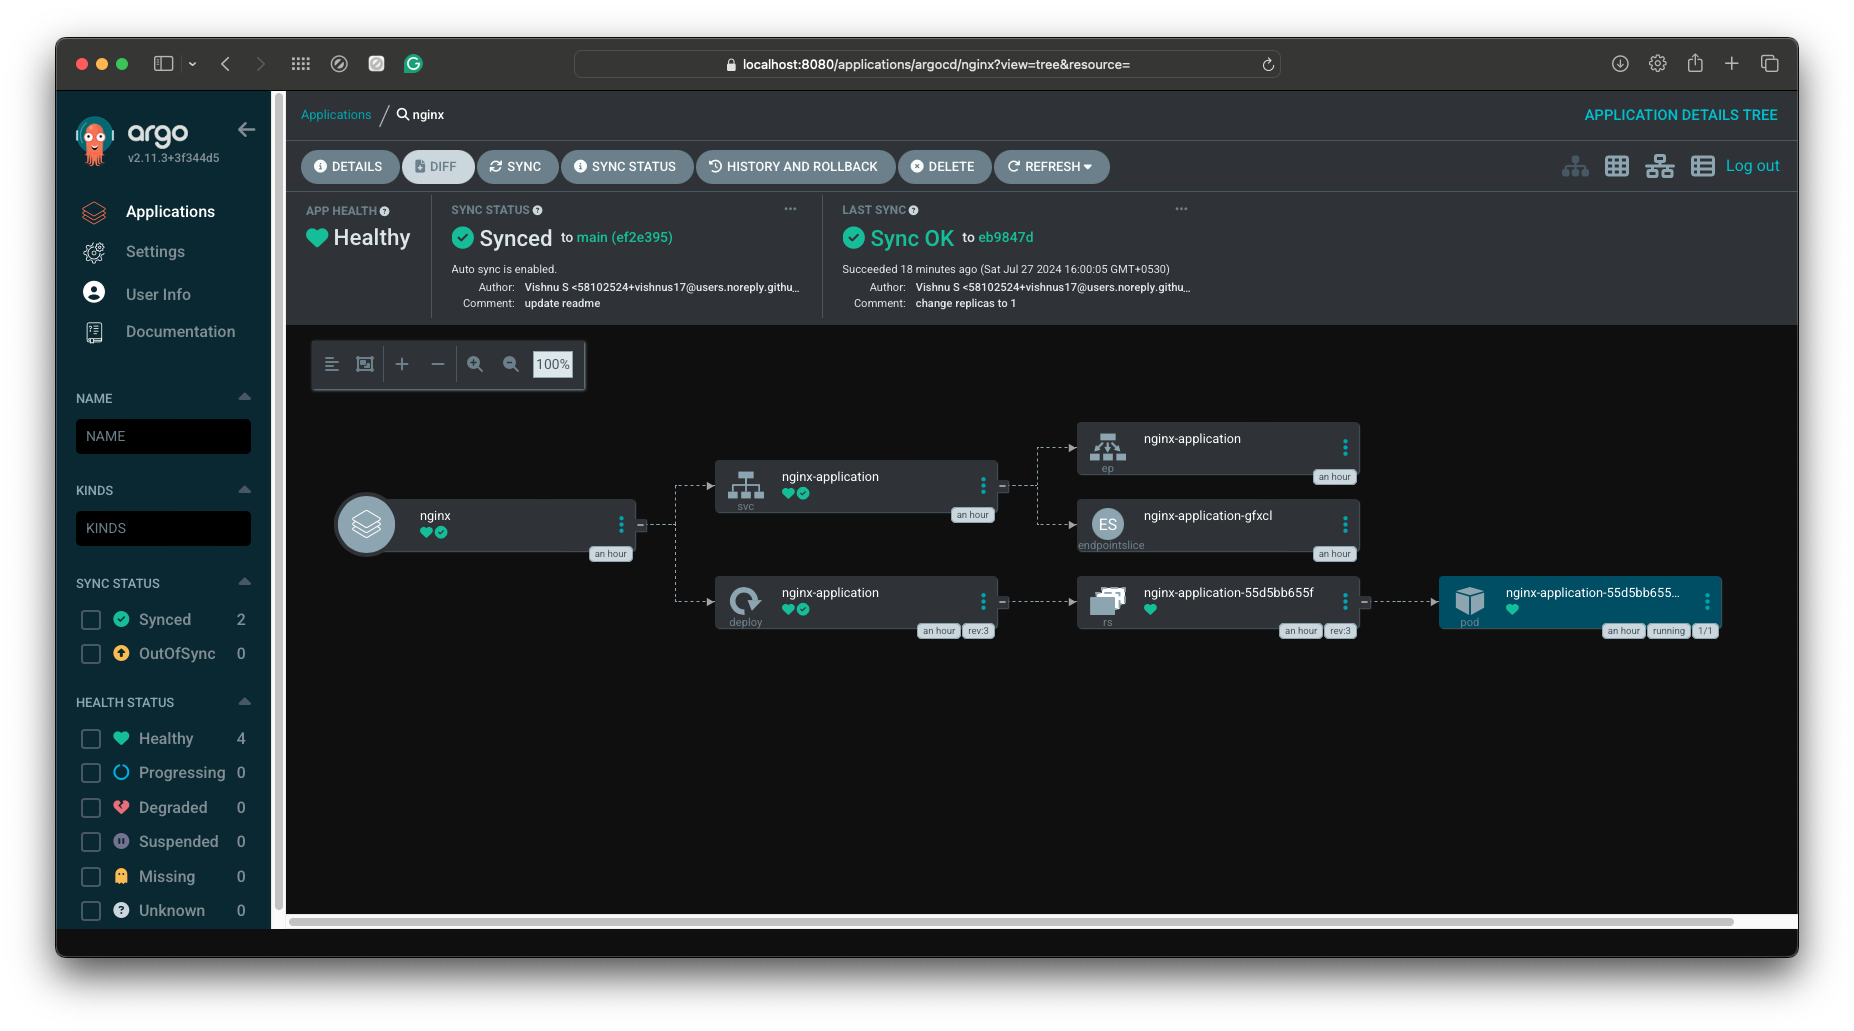 localhost:8080/applications/argocd/nginx?view=tree&resource=
argo
v2.11.3+3f344d5
Applications
Settings
User Info
Documentation
NAME
NAME
KINDS
KINDS
SYNC STATUS
Synced 2
OutOfSync 0
HEALTH STATUS
Healthy 4
Progressing 0
Degraded 0
Suspended 0
Missing 0
Unknown 0
Applications / nginx
APPLICATION DETAILS TREE
DETAILS
DIFF
SYNC
SYNC STATUS
HISTORY AND ROLLBACK
DELETE
REFRESH
Log out
APP HEALTH
Healthy
SYNC STATUS
Synced to main (ef2e395)
Auto sync is enabled.
Author: Vishnu S <58102524+vishnus17@users.noreply.githu...
Comment: update readme
LAST SYNC
Sync OK to eb9847d
Succeeded 18 minutes ago (Sat Jul 27 2024 16:00:05 GMT+0530)
Author: Vishnu S <58102524+vishnus17@users.noreply.githu...
Comment: change replicas to 1
100%
nginx
an hour
nginx-application
svc
an hour
nginx-application
deploy
an hour rev:3
nginx-application
ep
an hour
ES
nginx-application-gfxcl
endpointslice
an hour
nginx-application-55d5bb655f
rs
an hour rev:3
nginx-application-55d5bb655...
pod
an hour running 1/1